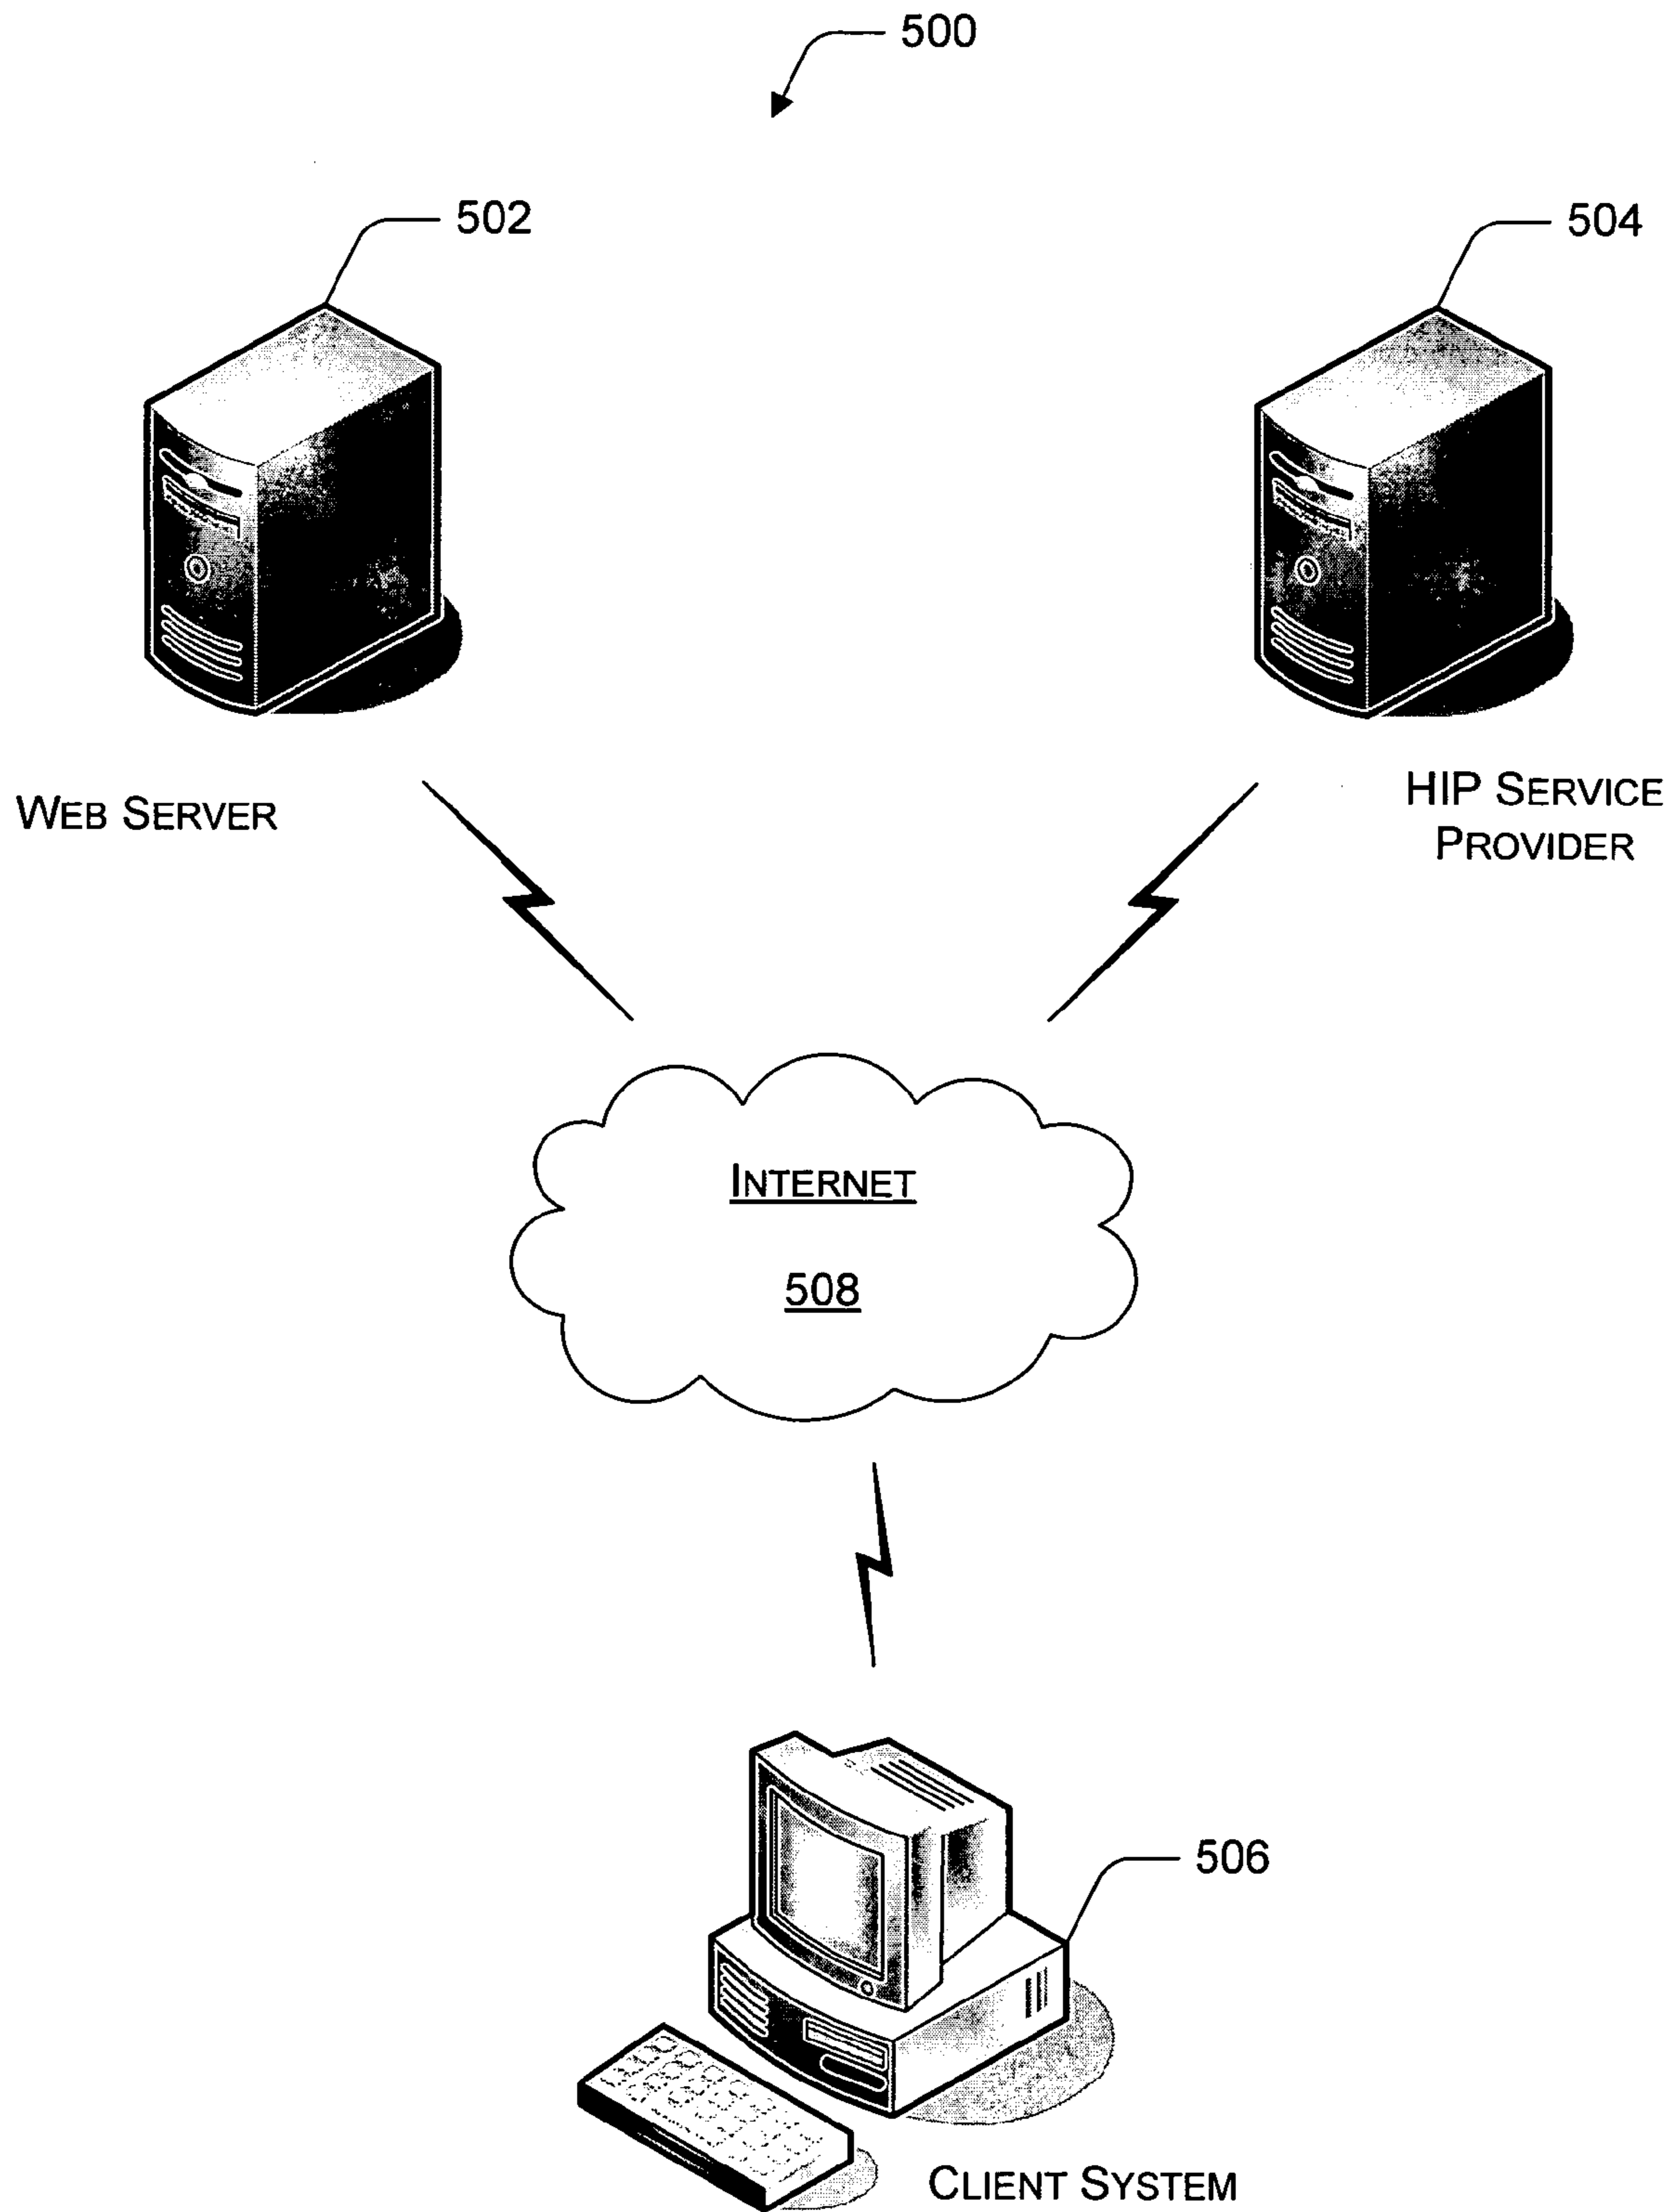 500
502
504
WEB SERVER
HIP SERVICE
PROVIDER
INTERNET
508
506
CLIENT SYSTEM